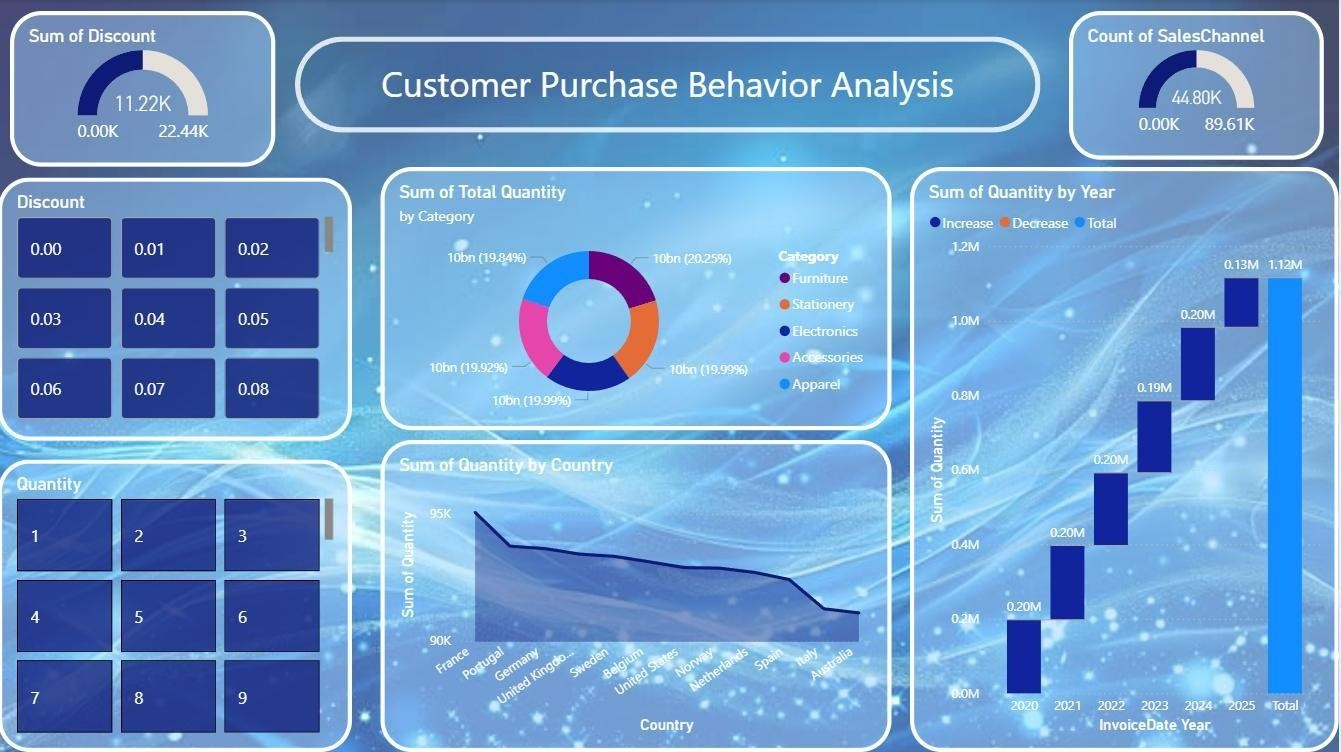 Sum of Discount
11.22K
0.00K 22.44K
Customer Purchase Behavior Analysis
Count of SalesChannel
44.80K
0.00K 89.61K
Discount
0.00 0.01 0.02
0.03 0.04 0.05
0.06 0.07 0.08
Quantity
1 2 3
4 5 6
7 8 9
Sum of Total Quantity
by Category
10bn (19.84%) 10bn (20.25%)
10bn (19.92%) 10bn (19.99%)
10bn (19.99%)
Category
Furniture
Stationery
Electronics
Accessories
Apparel
Sum of Quantity by Country
Sum of Quantity
95K
90K
France Portugal Germany United Kingdo... Sweden Belgium United States Norway Netherlands Spain Italy Australia
Country
Sum of Quantity by Year
Increase Decrease Total
Sum of Quantity
1.2M
1.0M
0.8M
0.6M
0.4M
0.2M
0.0M
0.20M 0.20M 0.20M 0.19M 0.20M 0.13M 1.12M
2020 2021 2022 2023 2024 2025 Total
InvoiceDate Year